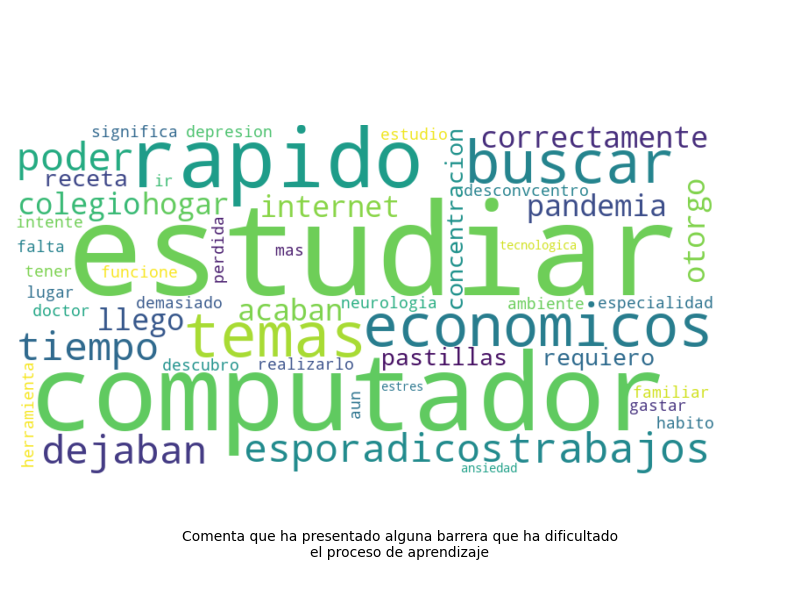 significa depresion estudio correctamente
poder rapido buscar
receta ir concentracion desconvcentro
colegio hogar internet pandemia otorgo
intente estudiar
falta perdida mas tecnologica
tener funcione
lugar demasiado neurologia ambiente especialidad
doctor llego acaban economicos
tiempo temas
descubro realizarlo pastillas requiero
herramienta computador estres familiar
aun gastar
habito
dejaban esporadicos trabajos
ansiedad
Comenta que ha presentado alguna barrera que ha dificultado
el proceso de aprendizaje